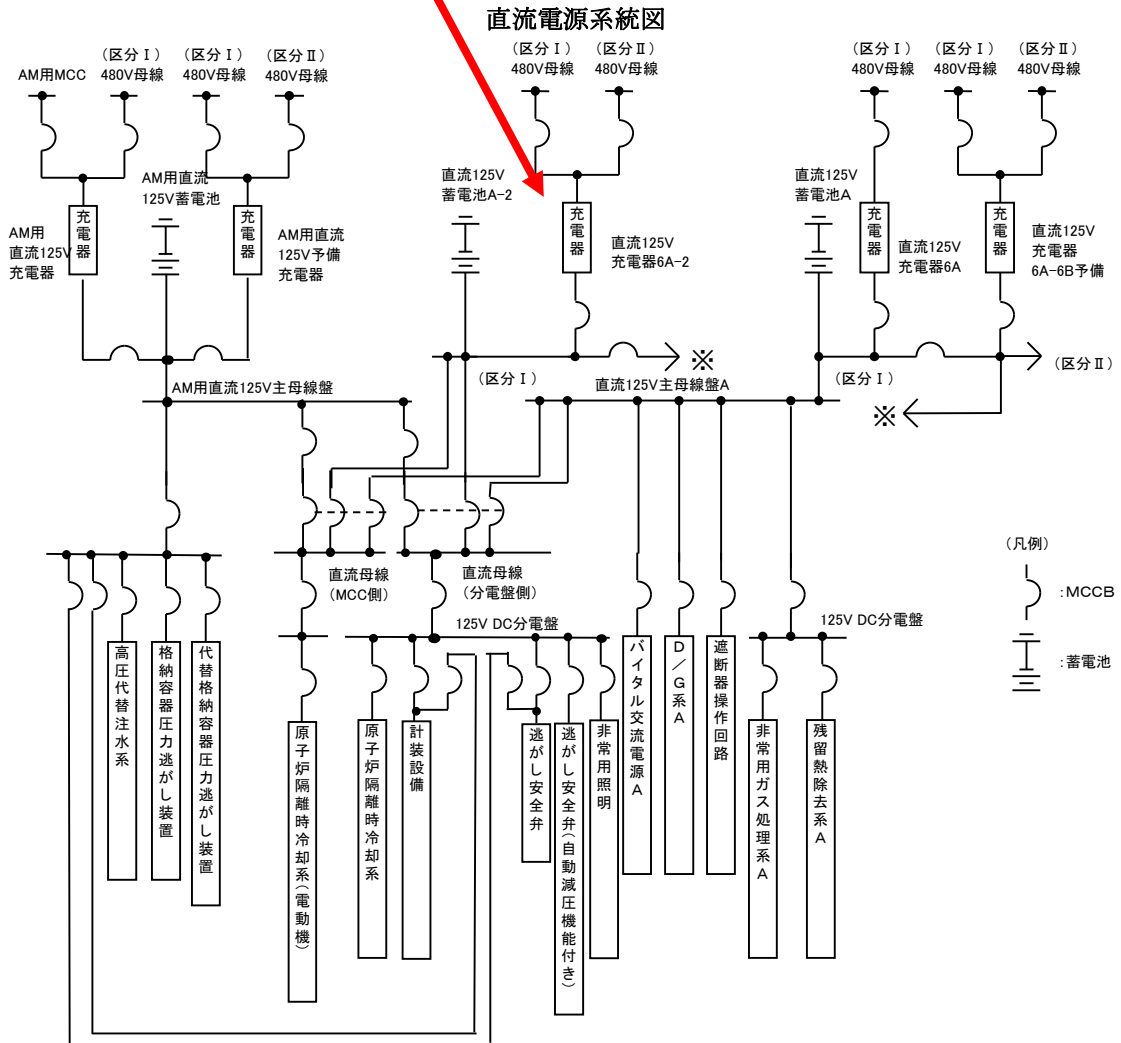 直流電源系統図
AM用MCC
(区分Ⅰ)
480V母線
(区分Ⅰ)
480V母線
(区分Ⅱ)
480V母線
(区分Ⅰ)
480V母線
(区分Ⅱ)
480V母線
(区分Ⅰ)
480V母線
(区分Ⅰ)
480V母線
(区分Ⅱ)
480V母線
AM用
直流125V
充電器
充電器
AM用直流
125V蓄電池
充電器
AM用直流
125V予備
充電器
直流125V
蓄電池A-2
充電器
直流125V
充電器6A-2
直流125V
蓄電池A
充電器
直流125V
充電器6A
充電器
直流125V
充電器
6A-6B予備
※
(区分Ⅱ)
AM用直流125V主母線盤
(区分Ⅰ)
直流125V主母線盤A
(区分Ⅰ)
※
直流母線
(MCC側)
直流母線
(分電盤側)
125V DC分電盤
125V DC分電盤
(凡例)
:MCCB
:蓄電池
高圧代替注水系
格納容器圧力逃がし装置
代替格納容器圧力逃がし装置
原子炉隔離時冷却系(電動機)
原子炉隔離時冷却系
計装設備
逃がし安全弁
逃がし安全弁(自動減圧機能付き)
非常用照明
バイタル交流電源A
D/G系A
遮断器操作回路
非常用ガス処理系A
残留熱除去系A